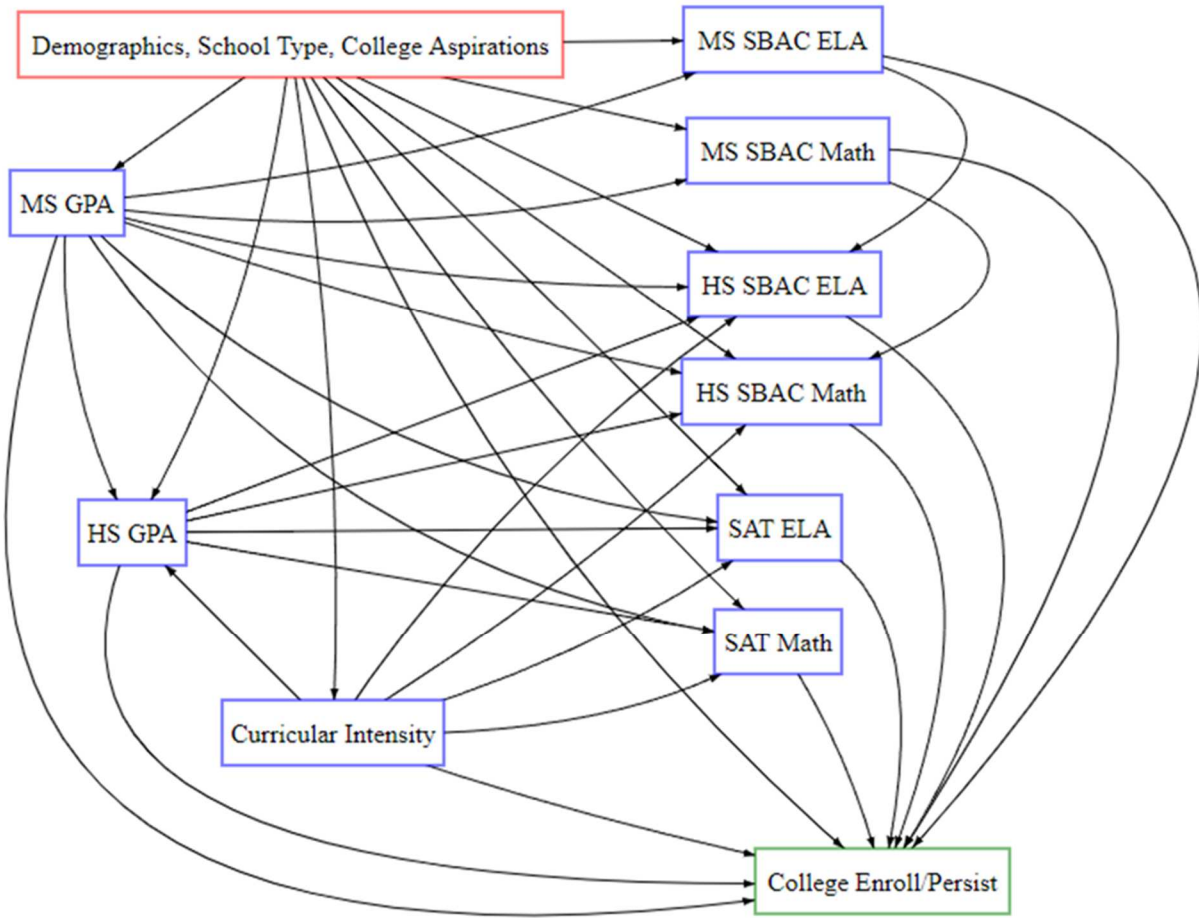 Demographics, School Type, College Aspirations
MS SBAC ELA
MS SBAC Math
MS GPA
HS SBAC ELA
HS SBAC Math
HS GPA
SAT ELA
SAT Math
Curricular Intensity
College Enroll/Persist